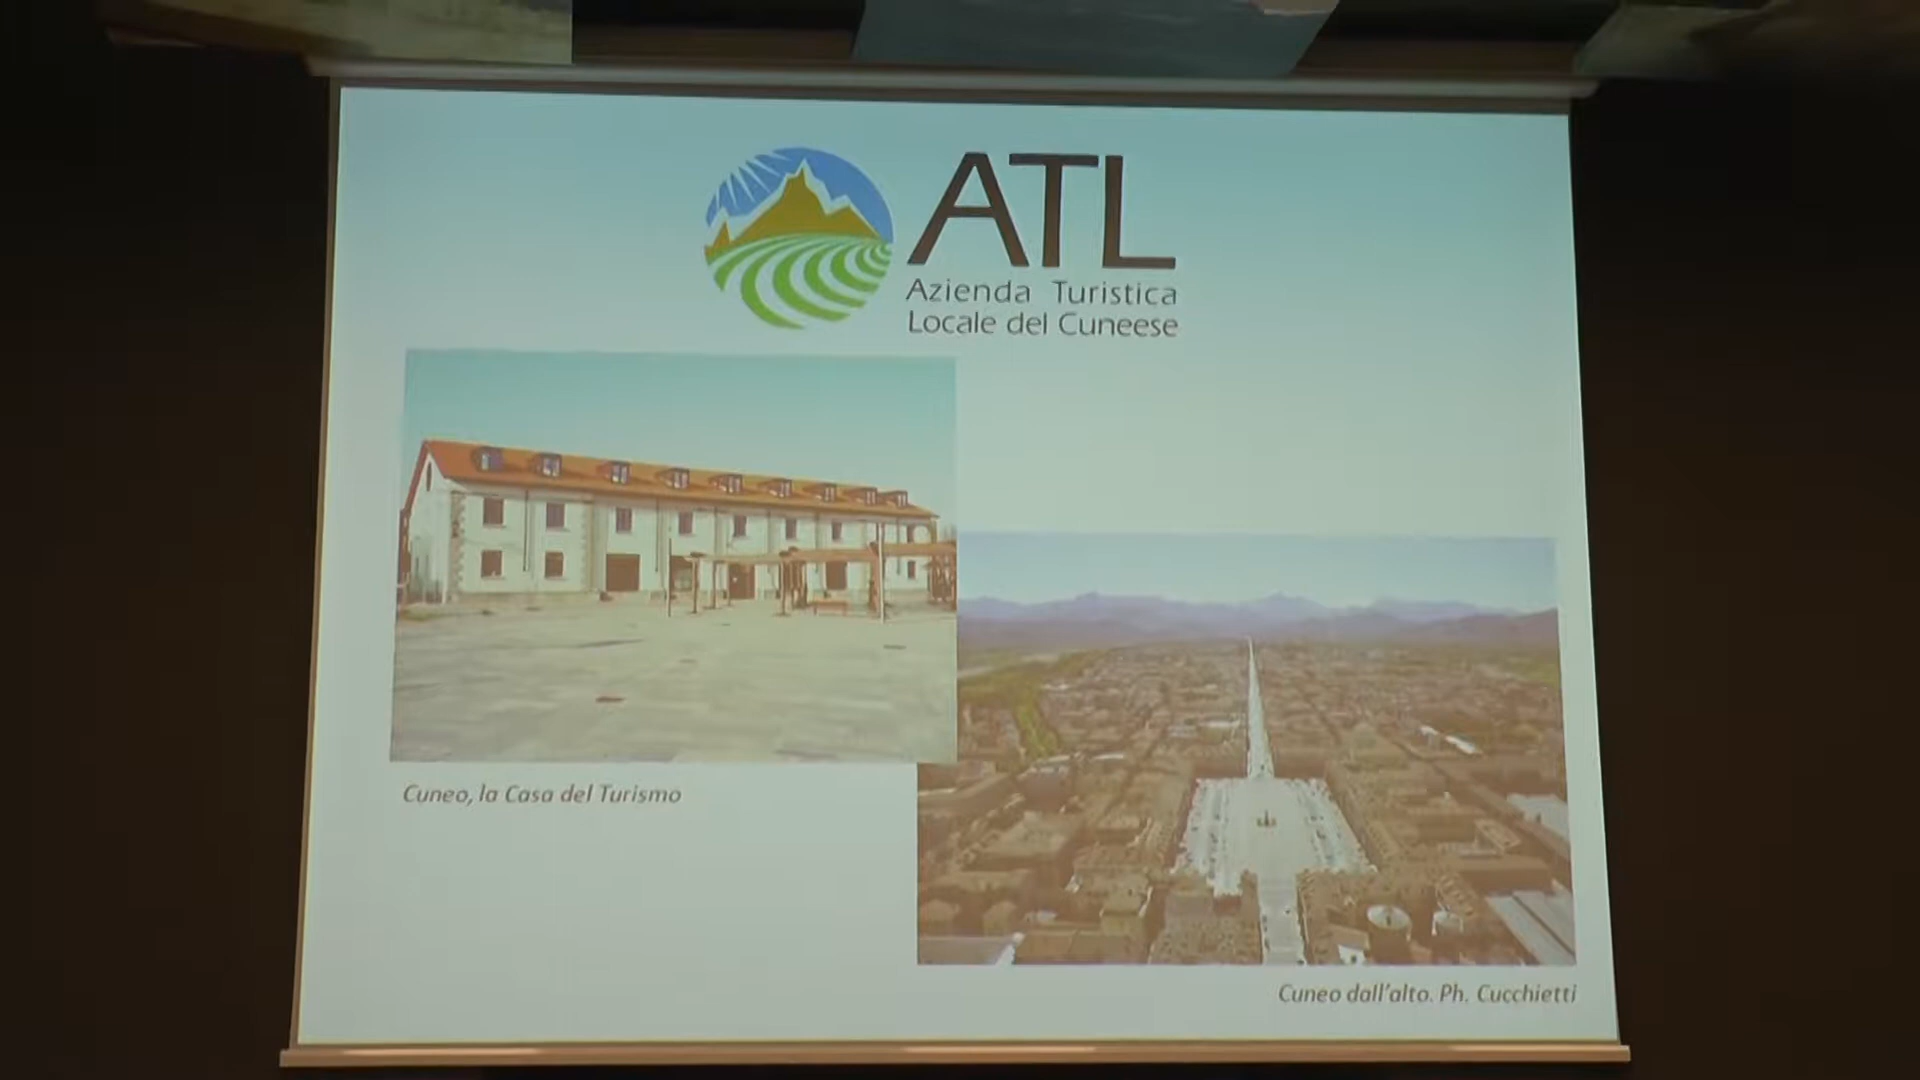 ATL
Azienda Turistica
Locale del Cuneese
Cuneo, la Casa del Turismo
Cuneo dall'alto. Ph. Cucchietti